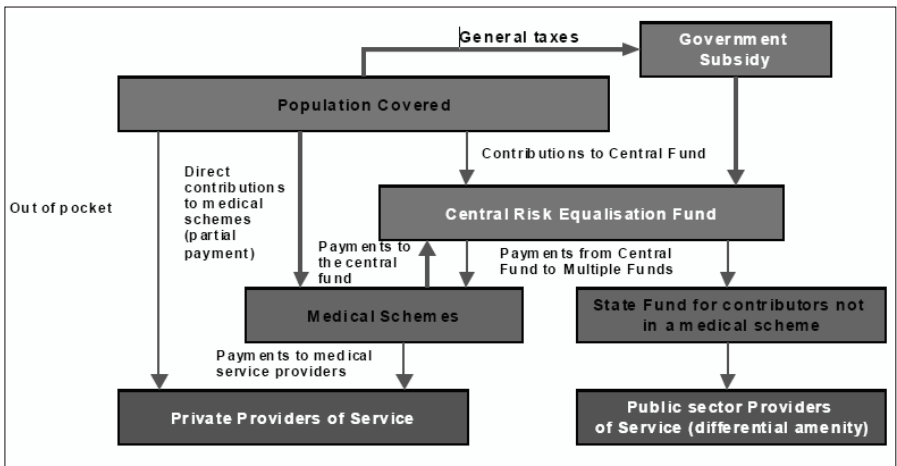 General taxes
Government
Subsidy
Population Covered
Contributions to Central Fund
Direct
contributions
to medical
schemes
(partial
payment)
Out of pocket
Central Risk Equalisation Fund
Payments to
the central
fund
Payments from Central
Fund to Multiple Funds
Medical Schemes
State Fund for contributors not
in a medical scheme
Payments to medical
service providers
Private Providers of Service
Public sector Providers
of Service (differential amenity)